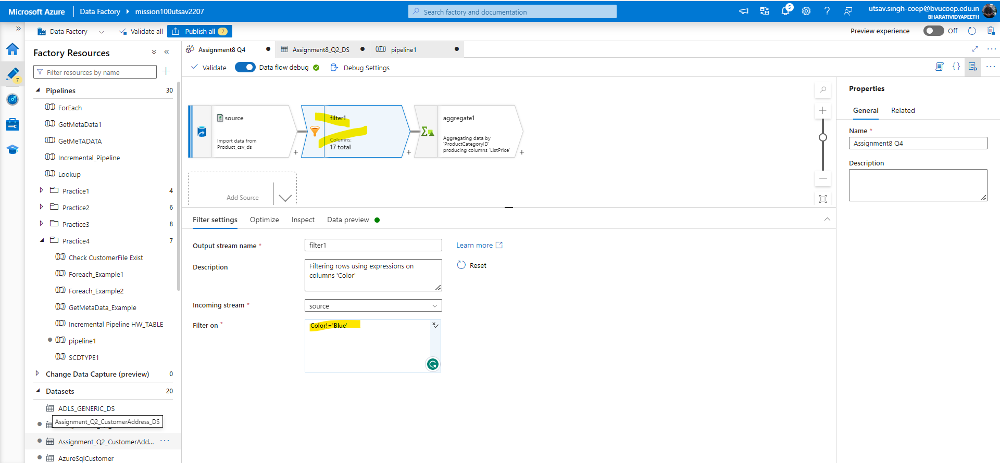 Microsoft Azure
Data Factory
mission100utsav2207
Search factory and documentation
5
utsav.singh-coep@bvucoep.edu.in
BHARATIVIDYAPEETH
Data Factory
Validate all
Publish all
7
Preview experience
Off
7
Factory Resources
Filter resources by name
Pipelines
30
ForEach
GetMetaData1
GetMeTADATA
Incremental_Pipeline
Lookup
Practice1
4
Practice2
6
Practice3
8
Practice4
7
Check CustomerFile Exist
Foreach_Example1
Foreach_Example2
GetMetaData_Example
Incremental Pipeline HW_TABLE
pipeline1
SCDTYPE1
Change Data Capture (preview)
0
Datasets
20
ADLS_GENERIC_DS
Assignment_Q2_CustomerAddress_DS
Assignment_Q2_CustomerAdd...
AzureSqlCustomer
Assignment8 Q4
Assignment8_Q2_DS
pipeline1
Validate
Data flow debug
Debug Settings
source
Import data from
Product_csv_ds
+
filter1
Columns:
17 total
+
aggregate1
Aggregating data by
'ProductCategoryID'
producing columns 'ListPrice'
+
Add Source
Filter settings
Optimize
Inspect
Data preview
Output stream name *
filter1
Learn more
Description
Filtering rows using expressions on
columns 'Color'
Reset
Incoming stream *
source
Filter on *
Color!='Blue'
Properties
General
Related
Name *
Assignment8 Q4
Description